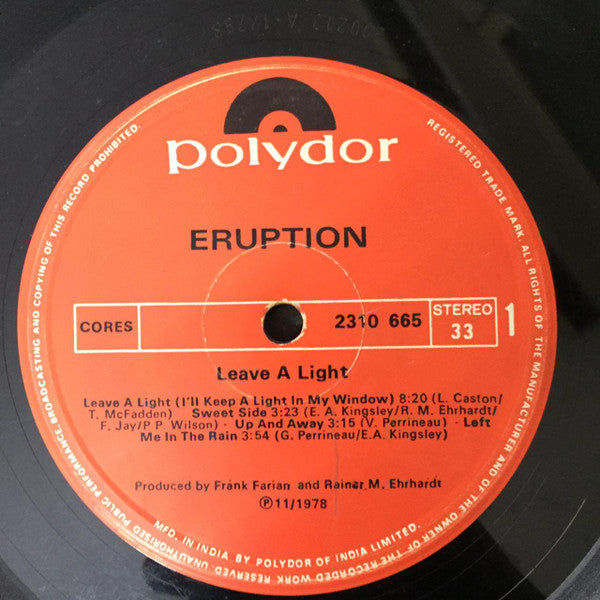 polydor
ERUPTION
CORES
2310 665
STEREO
33
1
Leave A Light
Leave A Light (I'll Keep A Light In My Window) 8:20 (L. Caston/
T. McFadden) Sweet Side 3:23 (E. A. Kingsley/R. M. Ehrhardt/
F. Jay/P P. Wilson) · Up And Away 3:15 (V. Perrineau) · Left
Me In The Rain 3:54 (G. Perrineau/E.A. Kingsley)
Produced by Frank Farian and Rainer M. Ehrhardt
Ⓟ11/1978
MFD. IN INDIA BY POLYDOR OF INDIA LIMITED.
REGISTERED TRADE MARK. ALL RIGHTS OF THE MANUFACTURER AND OF THE OWNER OF THE RECORDED WORK RESERVED. UNAUTHORISED PUBLIC PERFORMANCE, BROADCASTING AND COPYING OF THIS RECORD PROHIBITED.